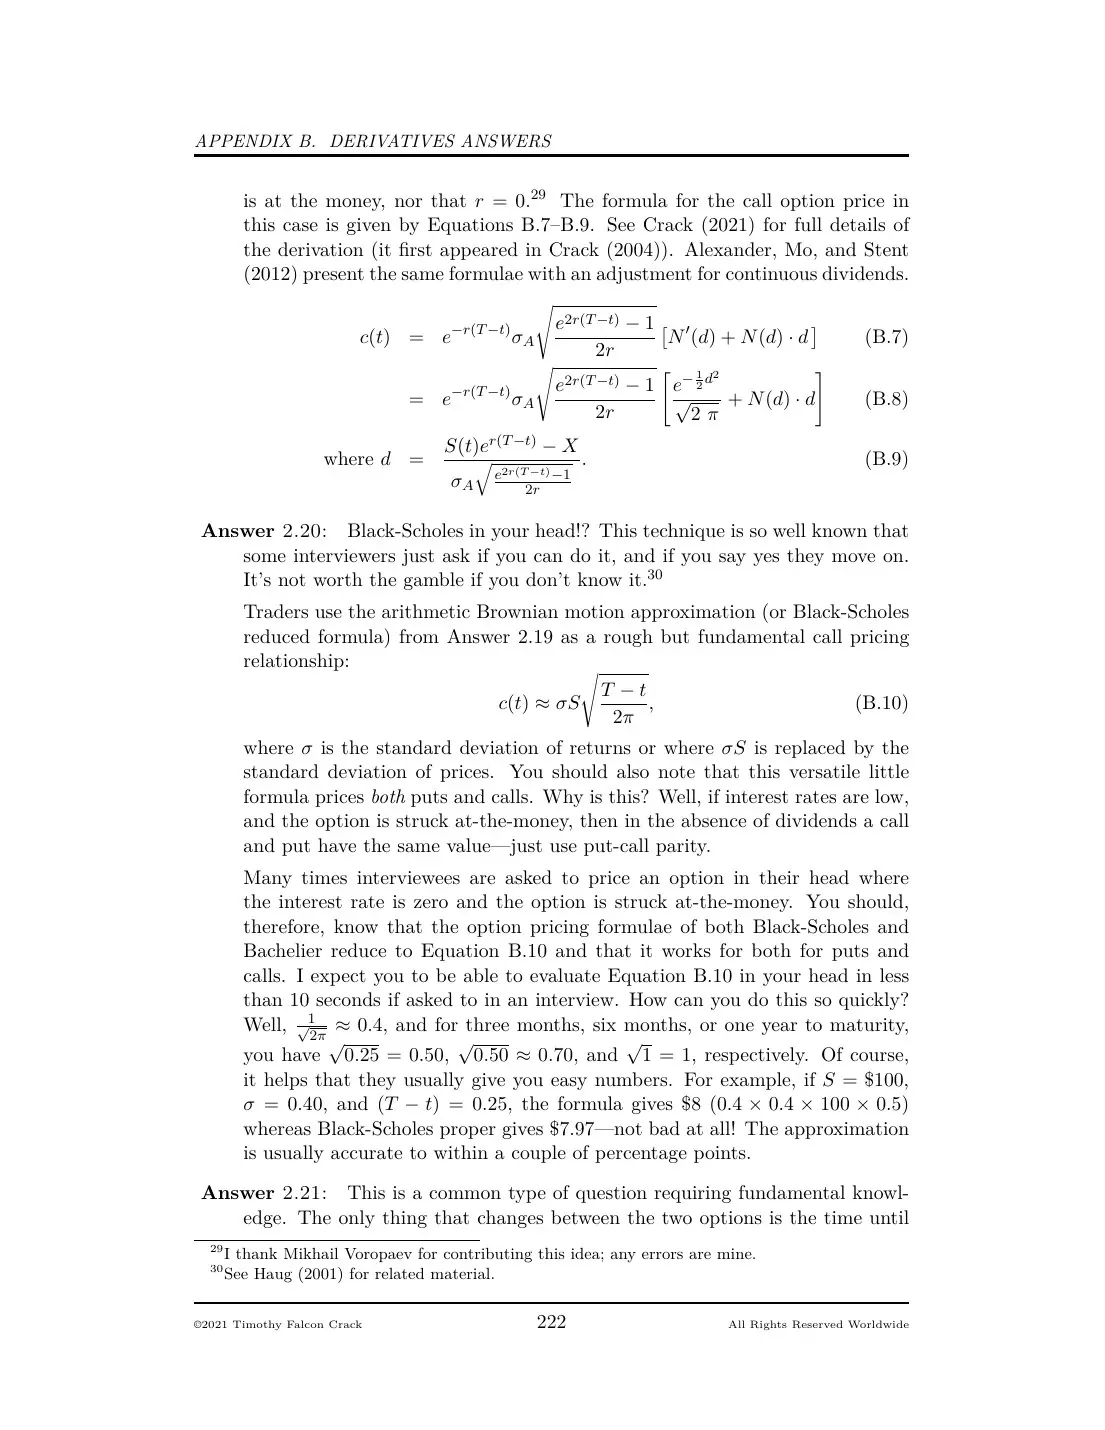 APPENDIX B. DERIVATIVES ANSWERS
is at the money, nor that r = 0.²⁹ The formula for the call option price in
this case is given by Equations B.7–B.9. See Crack (2021) for full details of
the derivation (it first appeared in Crack (2004)). Alexander, Mo, and Stent
(2012) present the same formulae with an adjustment for continuous dividends.
c(t) = e^{−r(T−t)}σ_A√((e^{2r(T−t)} − 1)/(2r)) [N′(d) + N(d) · d] (B.7)
= e^{−r(T−t)}σ_A√((e^{2r(T−t)} − 1)/(2r)) [e^{−½d²}/√(2 π) + N(d) · d] (B.8)
where d = (S(t)e^{r(T−t)} − X)/(σ_A√((e^{2r(T−t)}−1)/(2r))). (B.9)
Answer 2.20: Black-Scholes in your head!? This technique is so well known that
some interviewers just ask if you can do it, and if you say yes they move on.
It's not worth the gamble if you don't know it.³⁰
Traders use the arithmetic Brownian motion approximation (or Black-Scholes
reduced formula) from Answer 2.19 as a rough but fundamental call pricing
relationship:
c(t) ≈ σS√((T − t)/(2π)), (B.10)
where σ is the standard deviation of returns or where σS is replaced by the
standard deviation of prices. You should also note that this versatile little
formula prices both puts and calls. Why is this? Well, if interest rates are low,
and the option is struck at-the-money, then in the absence of dividends a call
and put have the same value—just use put-call parity.
Many times interviewees are asked to price an option in their head where
the interest rate is zero and the option is struck at-the-money. You should,
therefore, know that the option pricing formulae of both Black-Scholes and
Bachelier reduce to Equation B.10 and that it works for both for puts and
calls. I expect you to be able to evaluate Equation B.10 in your head in less
than 10 seconds if asked to in an interview. How can you do this so quickly?
Well, 1/√(2π) ≈ 0.4, and for three months, six months, or one year to maturity,
you have √0.25 = 0.50, √0.50 ≈ 0.70, and √1 = 1, respectively. Of course,
it helps that they usually give you easy numbers. For example, if S = $100,
σ = 0.40, and (T − t) = 0.25, the formula gives $8 (0.4 × 0.4 × 100 × 0.5)
whereas Black-Scholes proper gives $7.97—not bad at all! The approximation
is usually accurate to within a couple of percentage points.
Answer 2.21: This is a common type of question requiring fundamental knowl-
edge. The only thing that changes between the two options is the time until
²⁹I thank Mikhail Voropaev for contributing this idea; any errors are mine.
³⁰See Haug (2001) for related material.
©2021 Timothy Falcon Crack 222 All Rights Reserved Worldwide